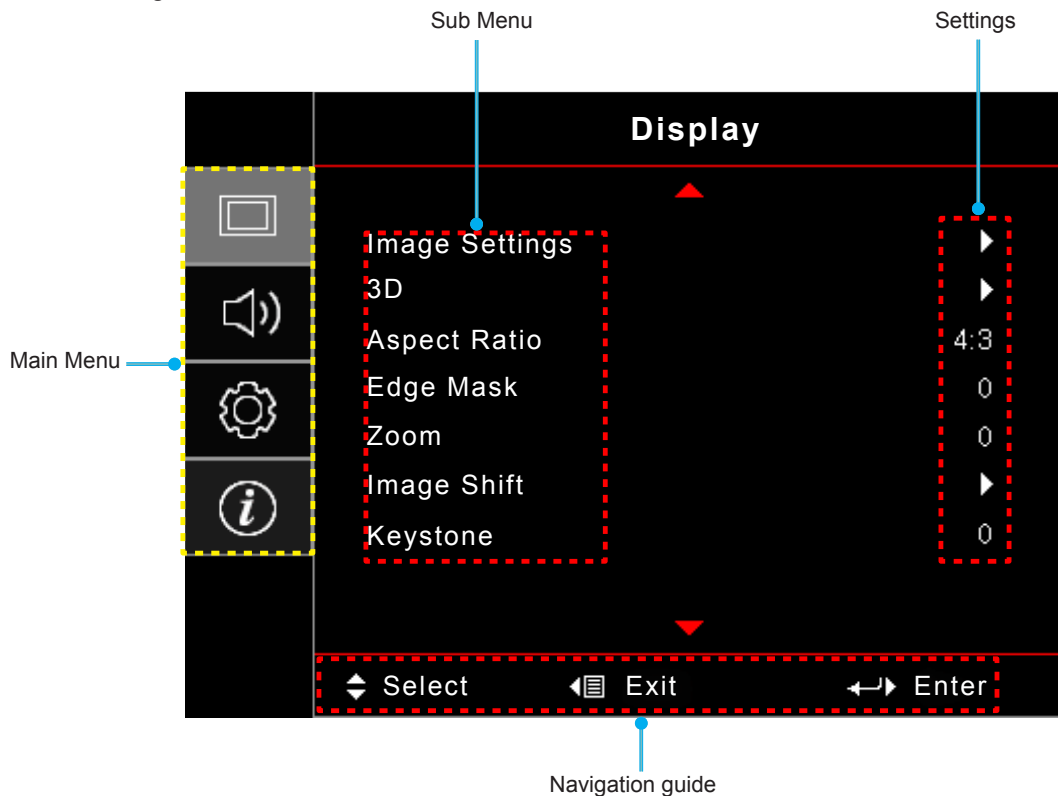 Sub Menu
Settings
Display
Image Settings
3D
Aspect Ratio 4:3
Main Menu
Edge Mask 0
Zoom 0
Image Shift
Keystone 0
Select Exit Enter
Navigation guide